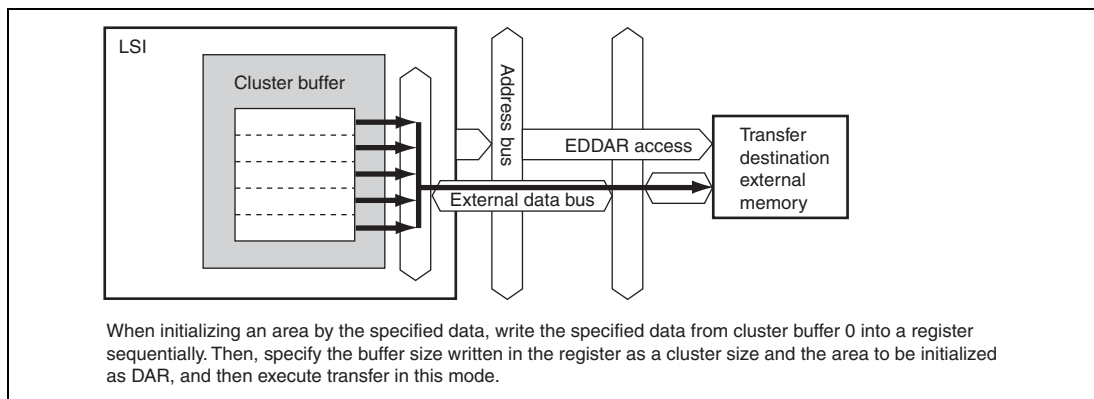 LSI
Cluster buffer
Address bus
EDDAR access
External data bus
Transfer
destination
external
memory
When initializing an area by the specified data, write the specified data from cluster buffer 0 into a register
sequentially. Then, specify the buffer size written in the register as a cluster size and the area to be initialized
as DAR, and then execute transfer in this mode.